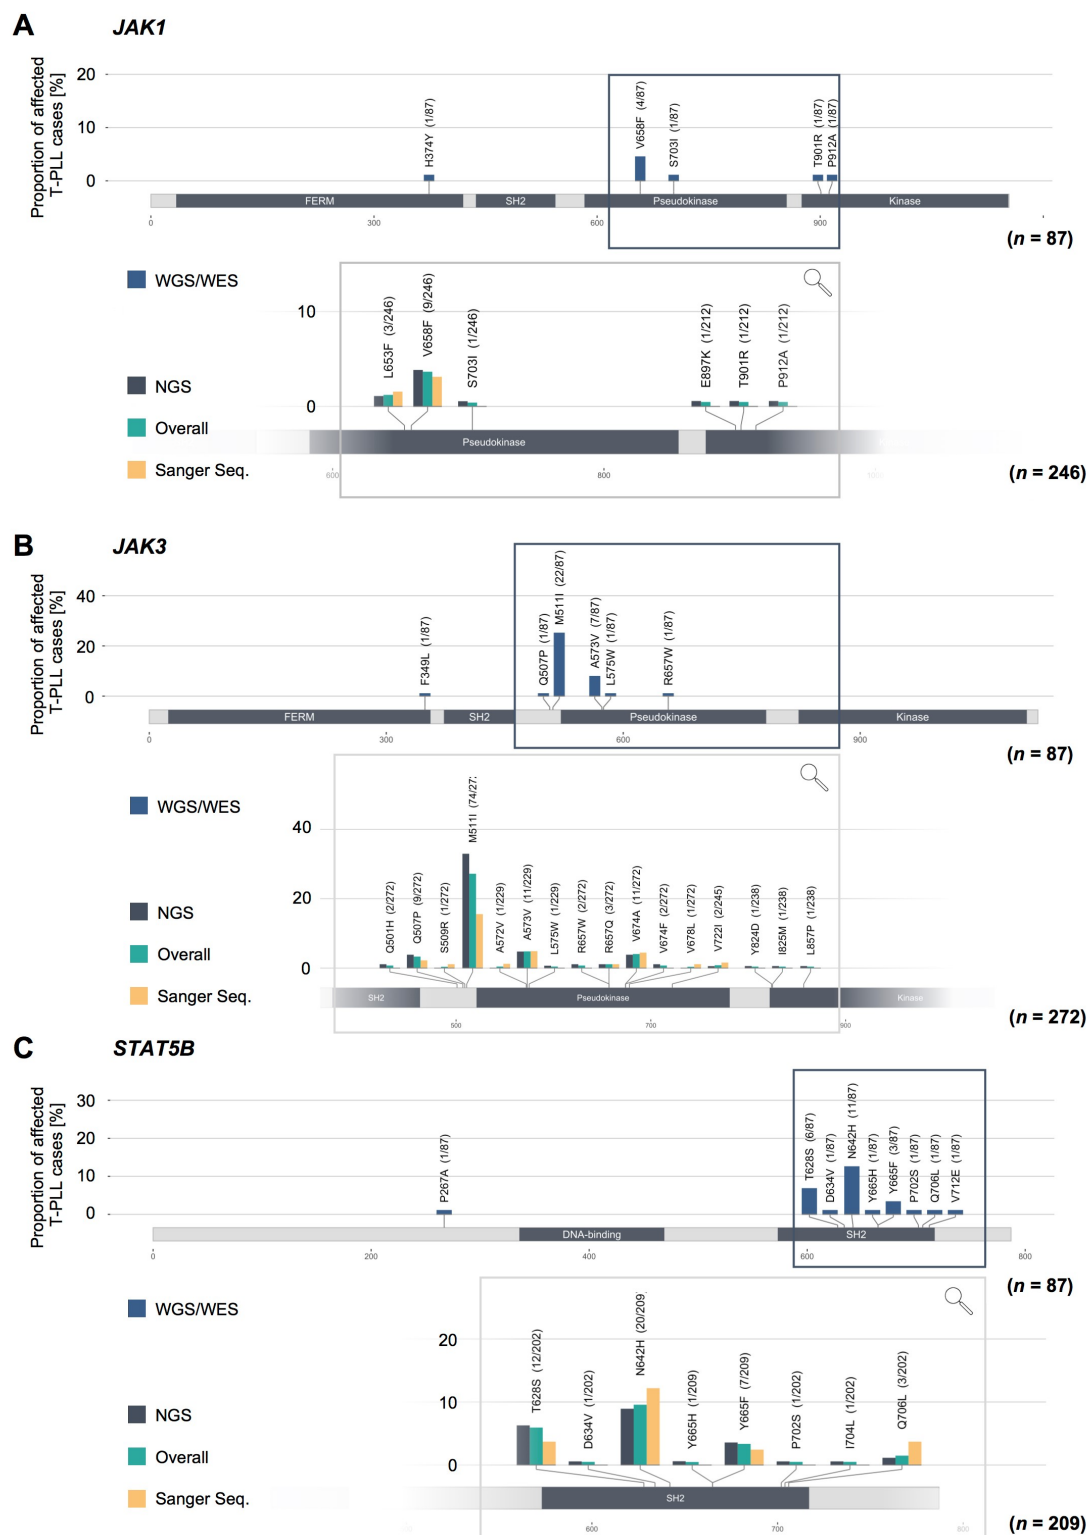 A JAK1
Proportion of affected
T-PLL cases [%]
20
10
0
H374Y (1/87)
V658F (4/87)
S703I (1/87)
T901R (1/87)
P912A (1/87)
FERM SH2 Pseudokinase Kinase
0 300 600 900
(n = 87)
WGS/WES
NGS
Overall
Sanger Seq.
10
0
L653F (3/246)
V658F (9/246)
S703I (1/246)
E897K (1/212)
T901R (1/212)
P912A (1/212)
Pseudokinase
600 800 1000
(n = 246)
B JAK3
Proportion of affected
T-PLL cases [%]
40
20
0
F349L (1/87)
Q507P (1/87)
M511I (22/87)
A573V (7/87)
L575W (1/87)
R657W (1/87)
FERM SH2 Pseudokinase Kinase
0 300 600 900
(n = 87)
WGS/WES
NGS
Overall
Sanger Seq.
40
20
0
Q501H (2/272)
Q507P (9/272)
S509R (1/272)
M511I (74/27
A572V (1/229)
A573V (11/229)
L575W (1/229)
R657W (2/272)
R657Q (3/272)
V674A (11/272)
V674F (2/272)
V678L (1/272)
V722I (2/245)
Y824D (1/238)
I825M (1/238)
L857P (1/238)
SH2 Pseudokinase Kinase
500 700 900
(n = 272)
C STAT5B
Proportion of affected
T-PLL cases [%]
30
20
10
0
P267A (1/87)
T628S (6/87)
D634V (1/87)
N642H (11/87)
Y665H (1/87)
Y665F (3/87)
P702S (1/87)
Q706L (1/87)
V712E (1/87)
DNA-binding SH2
0 200 400 600 800
(n = 87)
WGS/WES
NGS
Overall
Sanger Seq.
20
10
0
T628S (12/202)
D634V (1/202)
N642H (20/209
Y665H (1/209)
Y665F (7/209)
P702S (1/202)
I704L (1/202)
Q706L (3/202)
SH2
600 700 800
(n = 209)